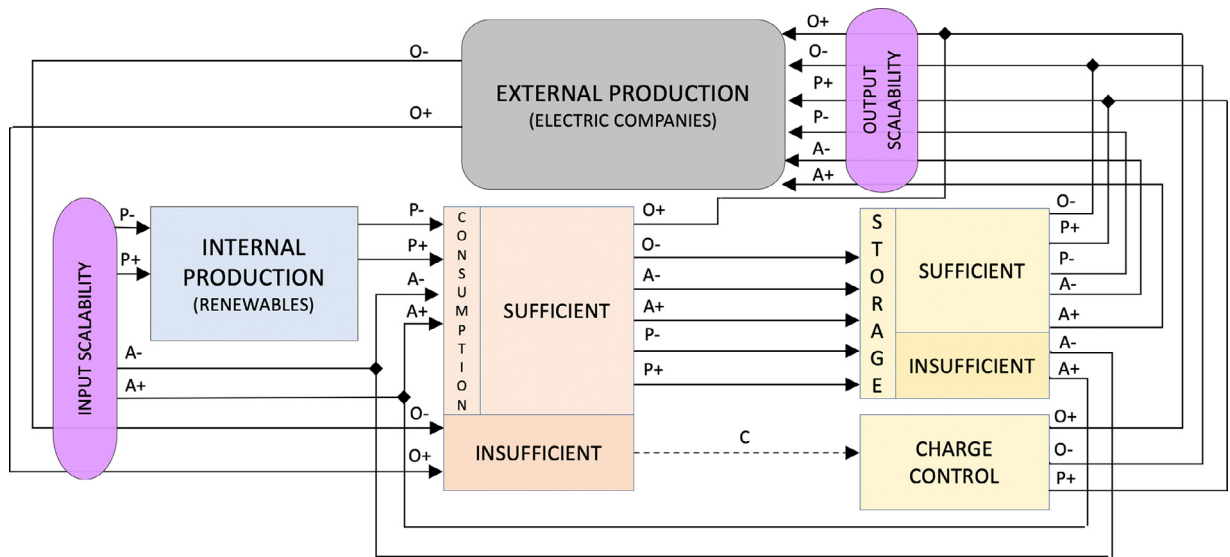 O-
O+
EXTERNAL PRODUCTION
(ELECTRIC COMPANIES)
O+
O-
P+
P-
A-
A+
OUTPUT
SCALABILITY
INPUT SCALABILITY
P-
P+
A-
A+
INTERNAL
PRODUCTION
(RENEWABLES)
P-
P+
A-
A+
O-
O+
CONSUMPTION
SUFFICIENT
INSUFFICIENT
O+
O-
A-
A+
P-
P+
C
STORAGE
SUFFICIENT
INSUFFICIENT
O-
P+
P-
A-
A+
A-
A+
CHARGE
CONTROL
O+
O-
P+